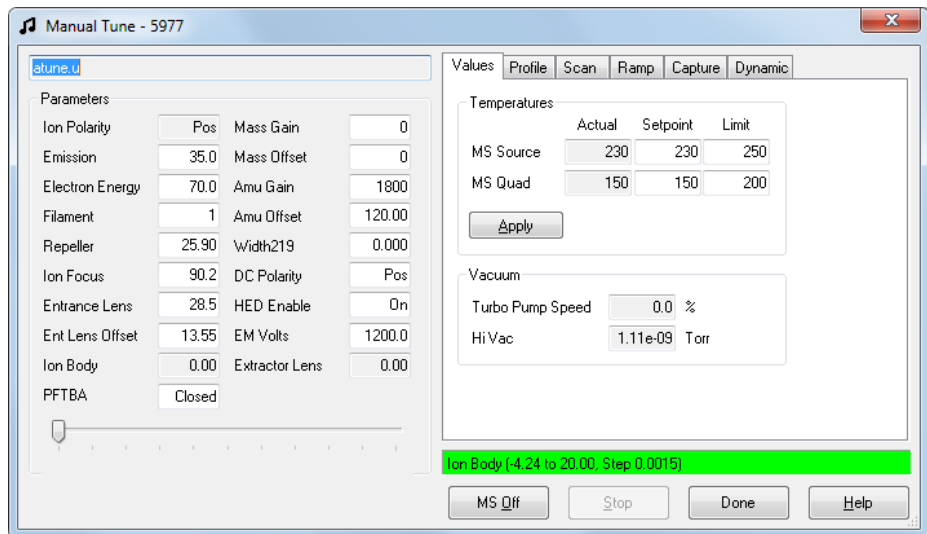 Manual Tune - 5977
atune.u
Parameters
Ion Polarity Pos Mass Gain 0
Emission 35.0 Mass Offset 0
Electron Energy 70.0 Amu Gain 1800
Filament 1 Amu Offset 120.00
Repeller 25.90 Width219 0.000
Ion Focus 90.2 DC Polarity Pos
Entrance Lens 28.5 HED Enable On
Ent Lens Offset 13.55 EM Volts 1200.0
Ion Body 0.00 Extractor Lens 0.00
PFTBA Closed
Values Profile Scan Ramp Capture Dynamic
Temperatures
Actual Setpoint Limit
MS Source 230 230 250
MS Quad 150 150 200
Apply
Vacuum
Turbo Pump Speed 0.0 %
Hi Vac 1.11e-09 Torr
Ion Body (-4.24 to 20.00, Step 0.0015)
MS Off Stop Done Help